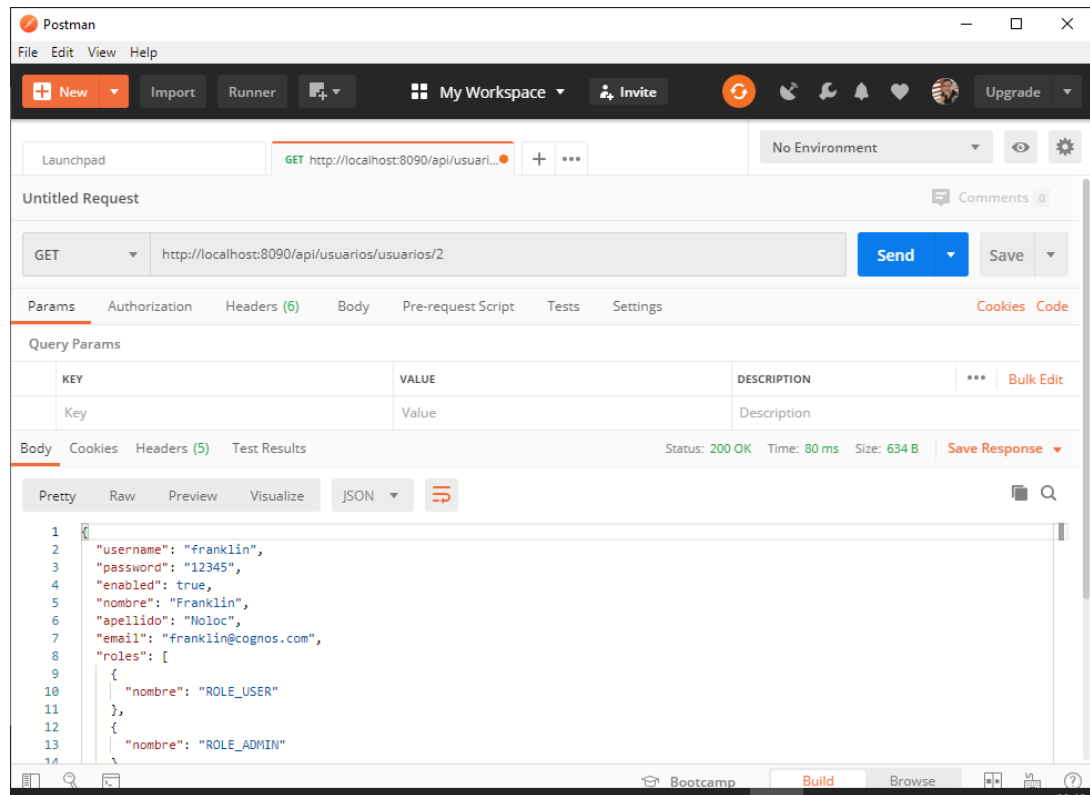 Postman
File Edit View Help
New Import Runner My Workspace Invite Upgrade
Launchpad GET http://localhost:8090/api/usuari... No Environment
Untitled Request Comments 0
GET http://localhost:8090/api/usuarios/usuarios/2 Send Save
Params Authorization Headers (6) Body Pre-request Script Tests Settings Cookies Code
Query Params
KEY VALUE DESCRIPTION Bulk Edit
Key Value Description
Body Cookies Headers (5) Test Results Status: 200 OK Time: 80 ms Size: 634 B Save Response
Pretty Raw Preview Visualize JSON
1 {
2 "username": "franklin",
3 "password": "12345",
4 "enabled": true,
5 "nombre": "Franklin",
6 "apellido": "Noloc",
7 "email": "franklin@cognos.com",
8 "roles": [
9 {
10 "nombre": "ROLE_USER"
11 },
12 {
13 "nombre": "ROLE_ADMIN"
14 }
Bootcamp Build Browse